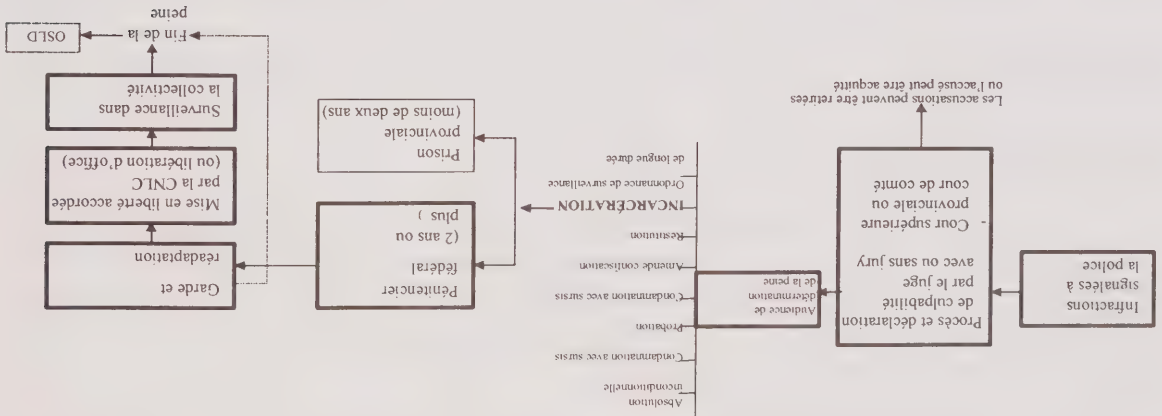 Infractions
signalées à
la police
Procès et déclaration
de culpabilité
par le juge
avec ou sans jury
- Cour supérieure
provinciale ou
cour de comté
Les accusations peuvent être retirées
ou l'accusé peut être acquitté
Audience de
détermination
de la peine
Absolution
inconditionnelle
Condamnation avec sursis
Probation
Condamnation avec sursis
Amende confiscation
Restitution
INCARCÉRATION
Ordonnance de surveillance
de longue durée
Pénitencier
fédéral
(2 ans ou
plus )
Prison
provinciale
(moins de deux ans)
Garde et
réadaptation
Mise en liberté accordée
par la CNLC
(ou libération d'office)
Surveillance dans
la collectivité
Fin de la
peine
OSLD